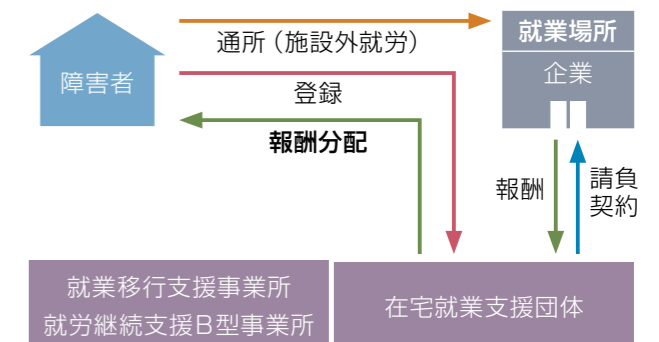 就業場所
企業
通所（施設外就労）
障害者
登録
報酬分配
報酬
請負
契約
就業移行支援事業所
就労継続支援B型事業所
在宅就業支援団体